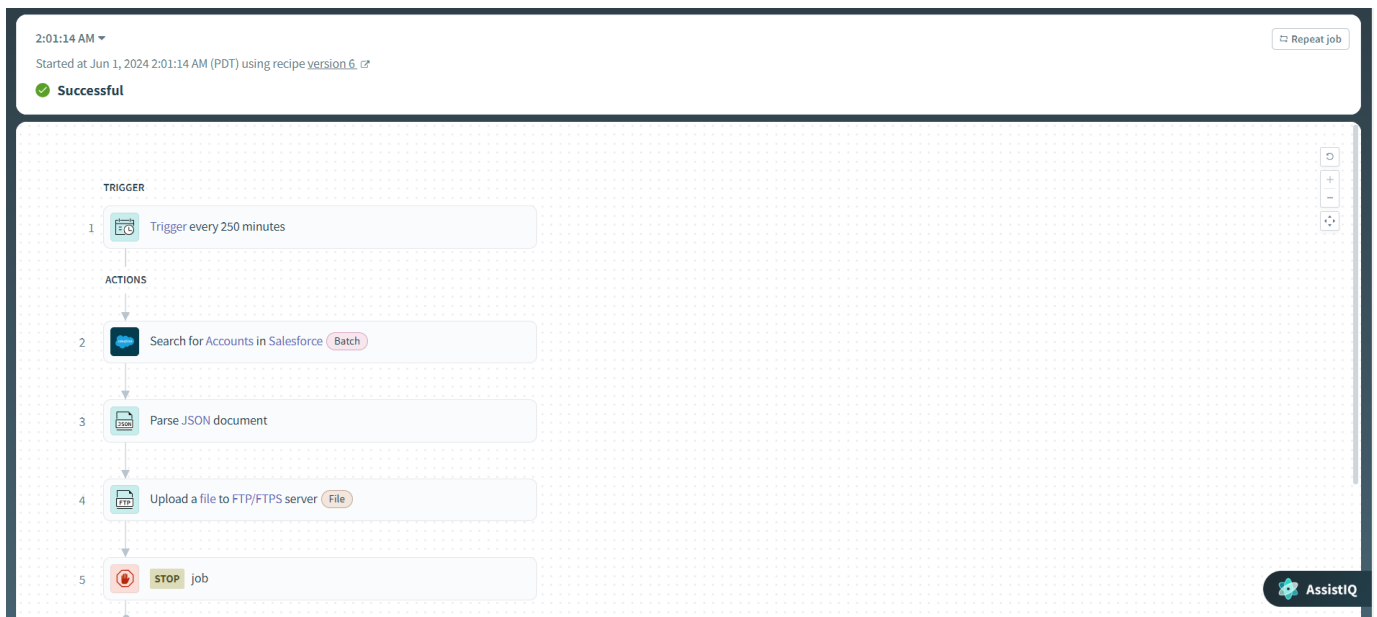 2:01:14 AM
Repeat job
Started at Jun 1, 2024 2:01:14 AM (PDT) using recipe version 6
Successful
TRIGGER
1 Trigger every 250 minutes
ACTIONS
2 Search for Accounts in Salesforce Batch
JSON
3 Parse JSON document
FTP
4 Upload a file to FTP/FTPS server File
5 STOP job
AssistIQ